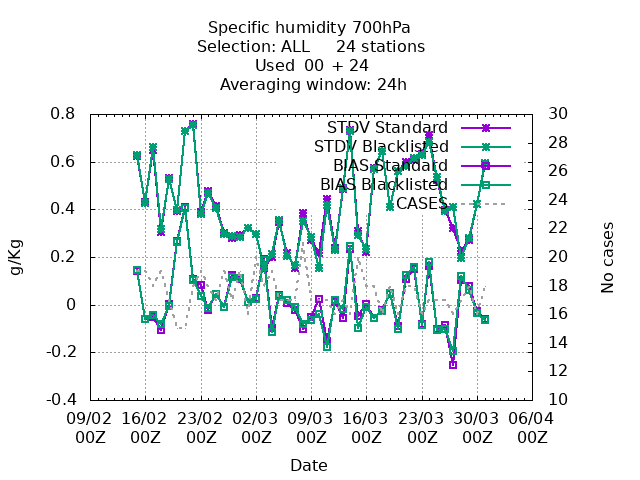 Specific humidity 700hPa
Selection: ALL 24 stations
Used 00 + 24
Averaging window: 24h
STDV Standard
STDV Blacklisted
BIAS Standard
BIAS Blacklisted
CASES
0.8
0.6
0.4
0.2
0
-0.2
-0.4
g/Kg
30
28
26
24
22
20
18
16
14
12
10
No cases
09/02 16/02 23/02 02/03 09/03 16/03 23/03 30/03 06/04
00Z 00Z 00Z 00Z 00Z 00Z 00Z 00Z 00Z
Date